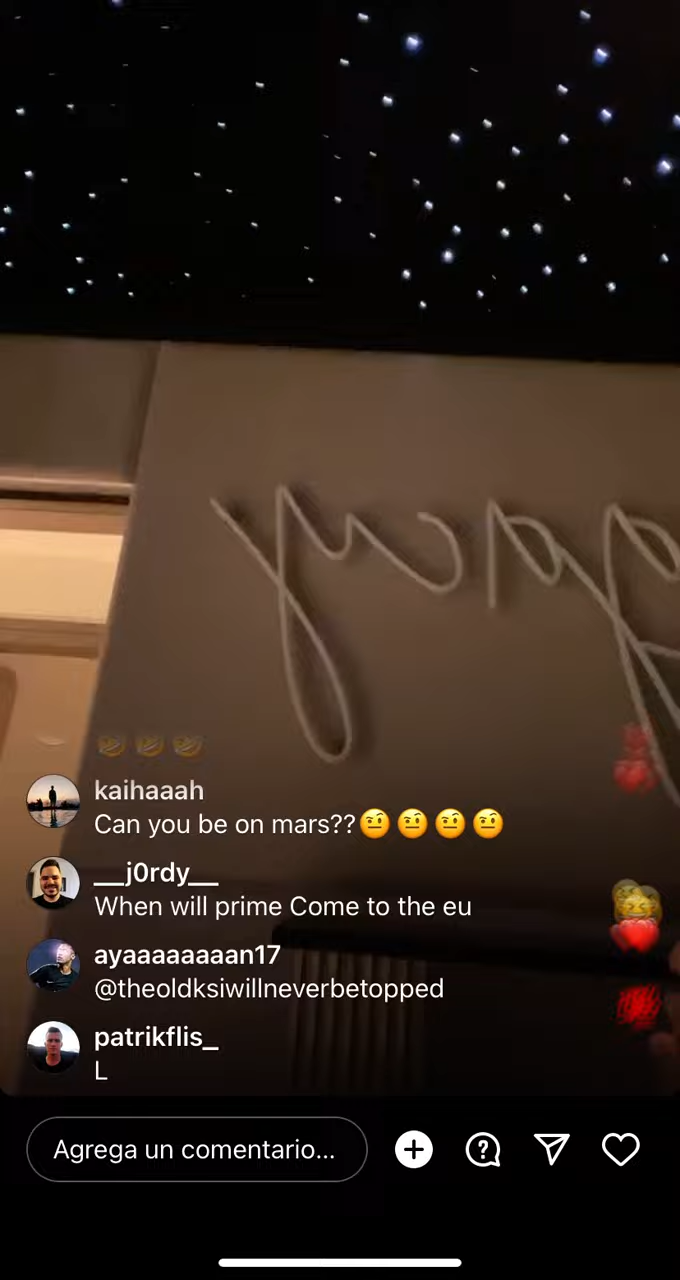 kaihaaah
Can you be on mars??🤨🤨🤨🤨
__j0rdy__
When will prime Come to the eu
ayaaaaaaaan17
@theoldksiwillneverbetopped
patrikflis_
L
Agrega un comentario...